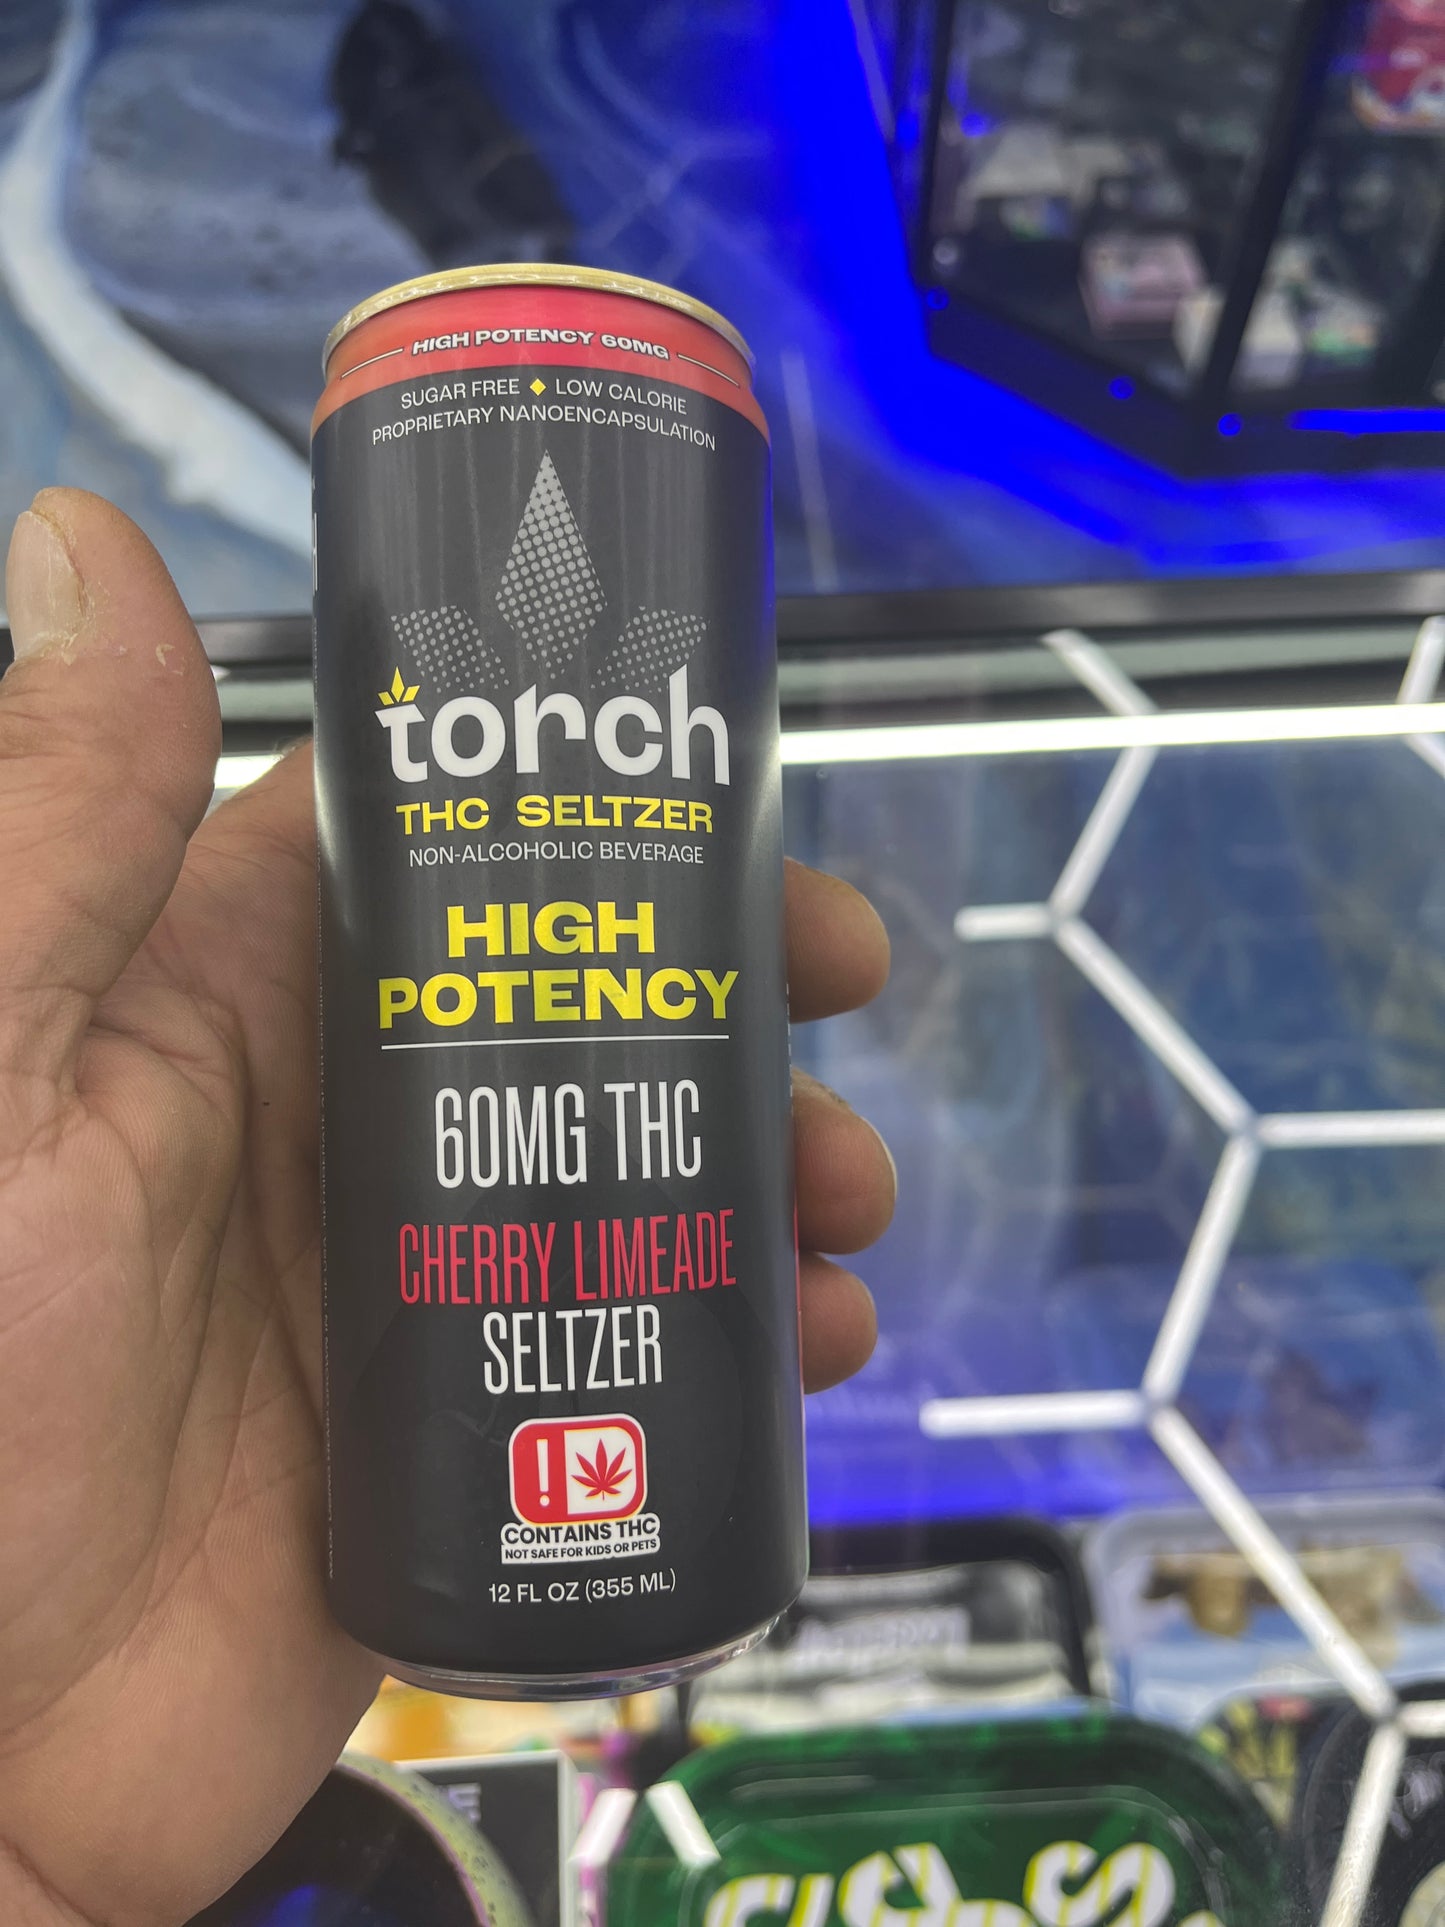 HIGH POTENCY 60MG
SUGAR FREE ◆ LOW CALORIE
PROPRIETARY NANOENCAPSULATION
torch
THC SELTZER
NON-ALCOHOLIC BEVERAGE
HIGH
POTENCY
60MG THC
CHERRY LIMEADE
SELTZER
!
CONTAINS THC
NOT SAFE FOR KIDS OR PETS
12 FL OZ (355 ML)